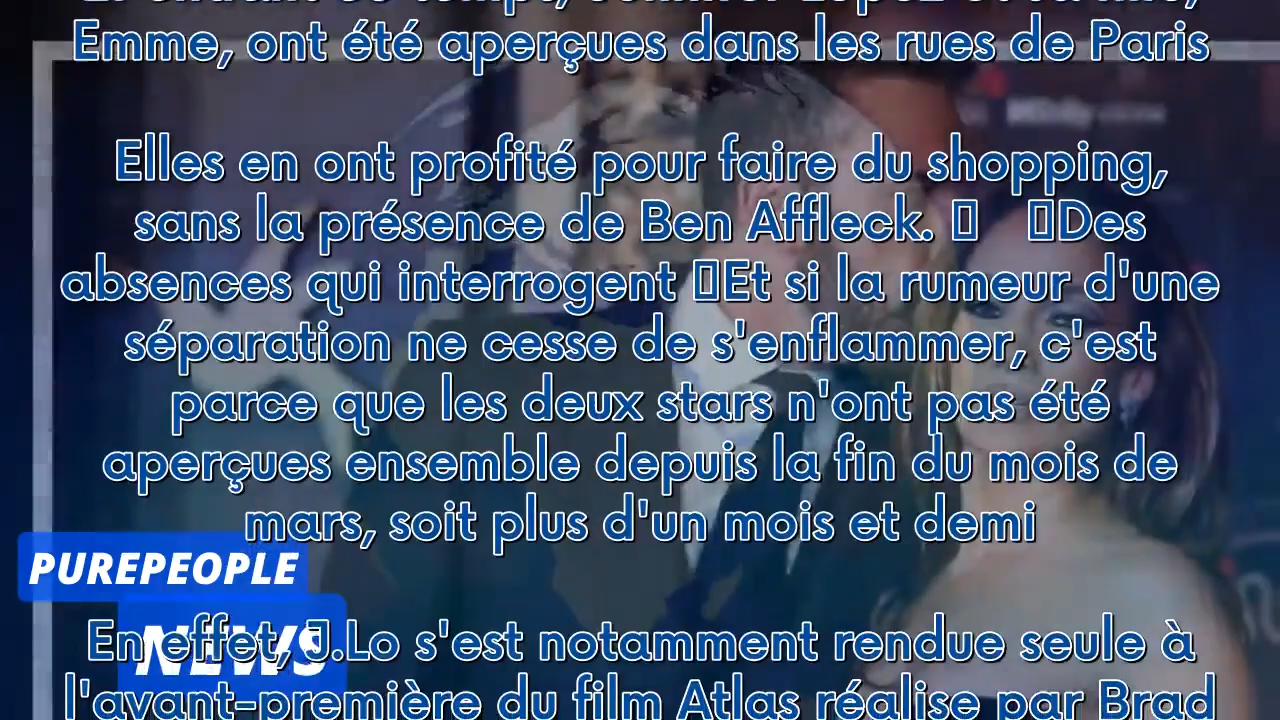 Emme, ont été aperçues dans les rues de Paris
Elles en ont profité pour faire du shopping,
sans la présence de Ben Affleck. Des
absences qui interrogent Et si la rumeur d'une
séparation ne cesse de s'enflammer, c'est
parce que les deux stars n'ont pas été
aperçues ensemble depuis la fin du mois de
mars, soit plus d'un mois et demi
PUREPEOPLE
NEWS
En effet, J.Lo s'est notamment rendue seule à
l'avant-première du film Atlas réalise par Brad